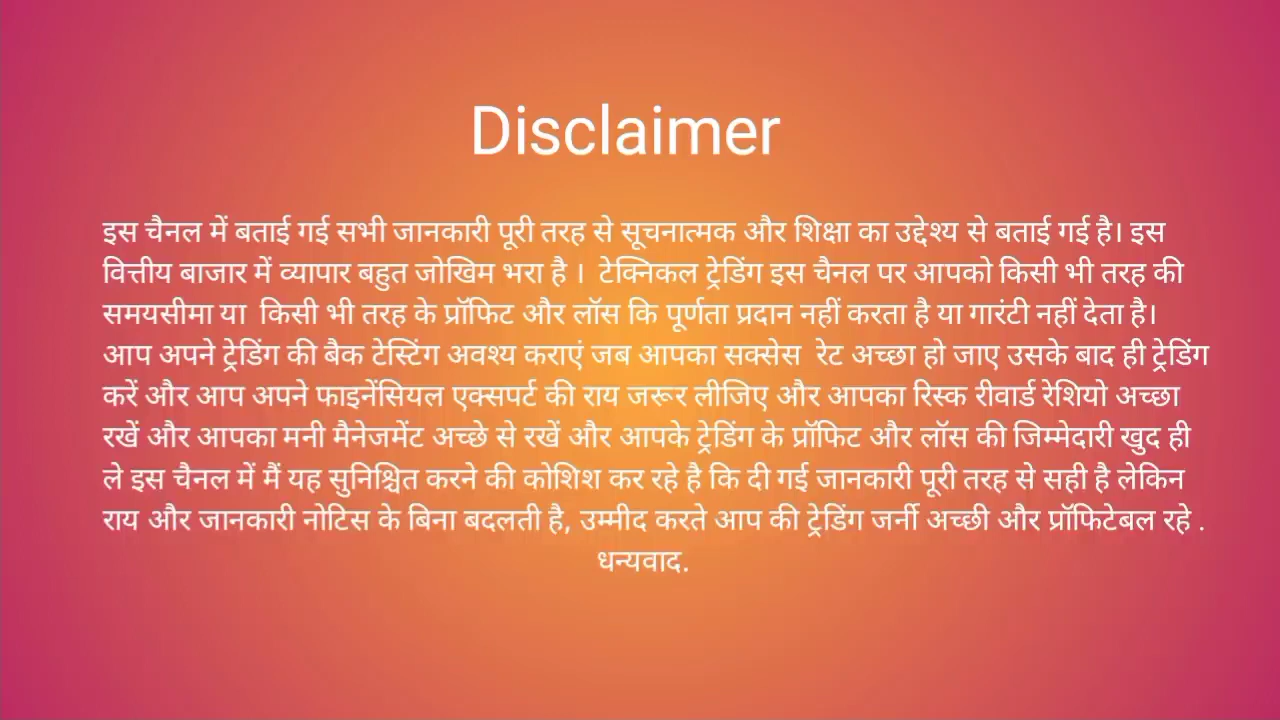 Disclaimer
इस चैनल में बताई गई सभी जानकारी पूरी तरह से सूचनात्मक और शिक्षा का उद्देश्य से बताई गई है। इस
वित्तीय बाजार में व्यापार बहुत जोखिम भरा है । टेक्निकल ट्रेडिंग इस चैनल पर आपको किसी भी तरह की
समयसीमा या किसी भी तरह के प्रॉफिट और लॉस कि पूर्णता प्रदान नहीं करता है या गारंटी नहीं देता है।
आप अपने ट्रेडिंग की बैक टेस्टिंग अवश्य कराएं जब आपका सक्सेस रेट अच्छा हो जाए उसके बाद ही ट्रेडिंग
करें और आप अपने फाइनेंसियल एक्सपर्ट की राय जरूर लीजिए और आपका रिस्क रीवार्ड रेशियो अच्छा
रखें और आपका मनी मैनेजमेंट अच्छे से रखें और आपके ट्रेडिंग के प्रॉफिट और लॉस की जिम्मेदारी खुद ही
ले इस चैनल में मैं यह सुनिश्चित करने की कोशिश कर रहे है कि दी गई जानकारी पूरी तरह से सही है लेकिन
राय और जानकारी नोटिस के बिना बदलती है, उम्मीद करते आप की ट्रेडिंग जर्नी अच्छी और प्रॉफिटेबल रहे .
धन्यवाद.